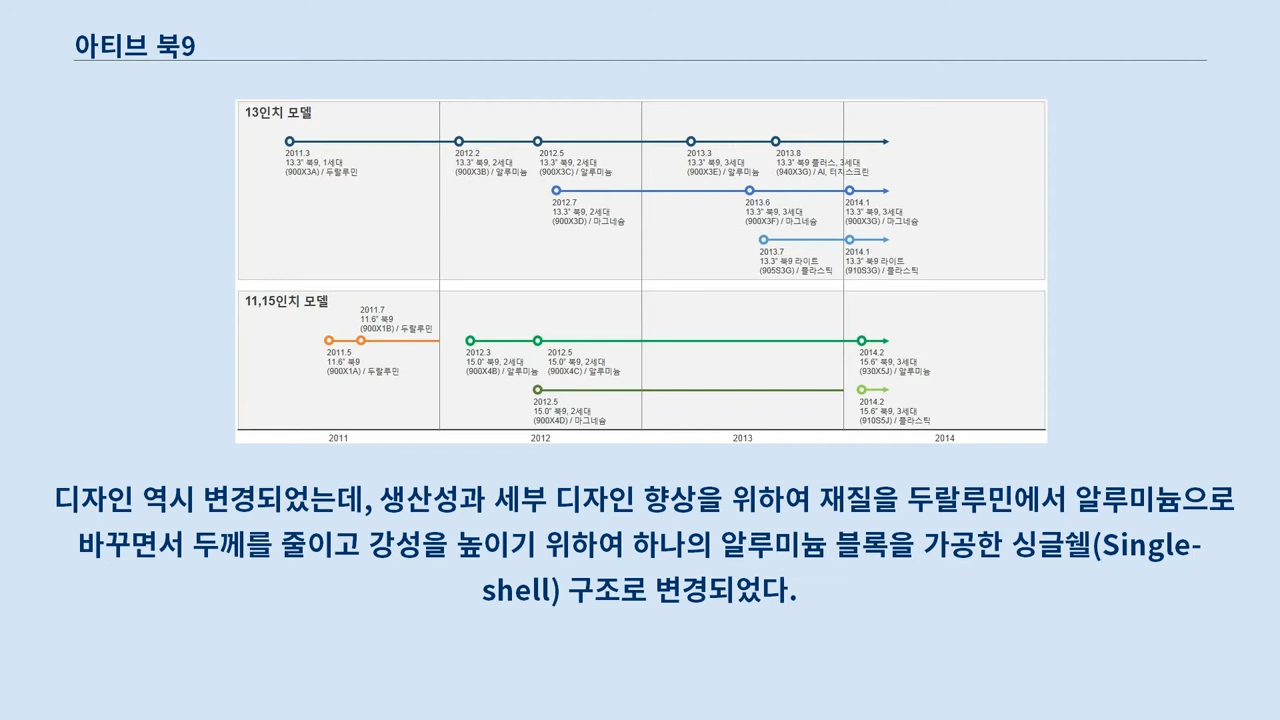 아티브 북9
13인치 모델
2011.3
13.3" 북9, 1세대
(900X3A) / 두랄루민
2012.2
13.3" 북9, 2세대
(900X3B) / 알루미늄
2012.5
13.3" 북9, 2세대
(900X3C) / 알루미늄
2013.3
13.3" 북9, 3세대
(900X3E) / 알루미늄
2013.8
13.3" 북9 플러스, 3세대
(940X3G) / Al, 터치스크린
2012.7
13.3" 북9, 2세대
(900X3D) / 마그네슘
2013.6
13.3" 북9, 3세대
(900X3F) / 마그네슘
2014.1
13.3" 북9, 3세대
(900X3G) / 마그네슘
2013.7
13.3" 북9 라이트
(905S3G) / 플라스틱
2014.1
13.3" 북9 라이트
(910S3G) / 플라스틱
11,15인치 모델
2011.7
11.6" 북9
(900X1B) / 두랄루민
2011.5
11.6" 북9
(900X1A) / 두랄루민
2012.3
15.0" 북9, 2세대
(900X4B) / 알루미늄
2012.5
15.0" 북9, 2세대
(900X4C) / 알루미늄
2014.2
15.6" 북9, 3세대
(930X5J) / 알루미늄
2012.5
15.0" 북9, 2세대
(900X4D) / 마그네슘
2014.2
15.6" 북9, 3세대
(910S5J) / 플라스틱
2011
2012
2013
2014
디자인 역시 변경되었는데, 생산성과 세부 디자인 향상을 위하여 재질을 두랄루민에서 알루미늄으로
바꾸면서 두께를 줄이고 강성을 높이기 위하여 하나의 알루미늄 블록을 가공한 싱글쉘(Single-
shell) 구조로 변경되었다.